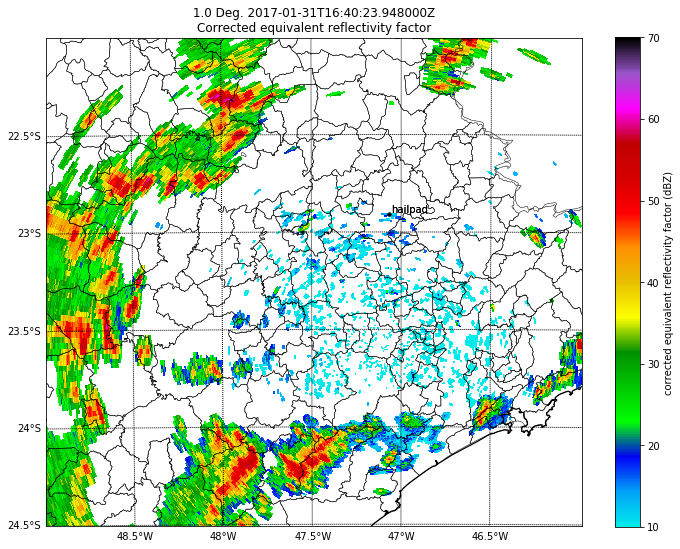 1.0 Deg. 2017-01-31T16:40:23.948000Z
Corrected equivalent reflectivity factor
70
60
50
40
30
20
10
corrected equivalent reflectivity factor (dBZ)
22.5°S
23°S
23.5°S
24°S
24.5°S
hailpad
48.5°W
48°W
47.5°W
47°W
46.5°W